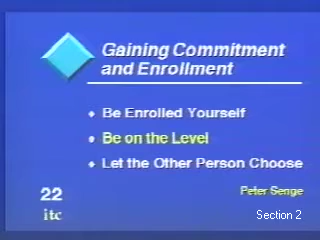 Gaining Commitment
and Enrollment
Be Enrolled Yourself
Be on the Level
Let the Other Person Choose
22
Peter Senge
itc
Section 2